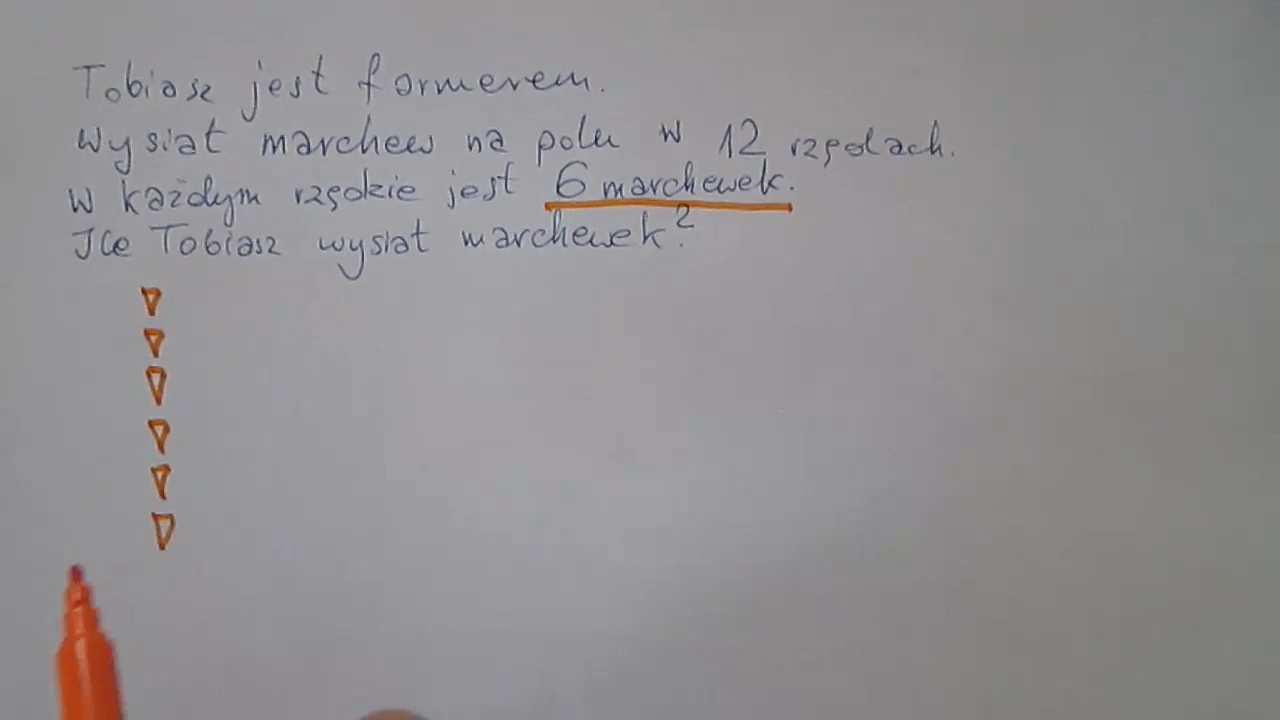 Tobiasz jest farmerem.
Wysiał marchew na polu w 12 rzędach.
W każdym rzędzie jest 6 marchewek.
Ile Tobiasz wysiał marchewek?